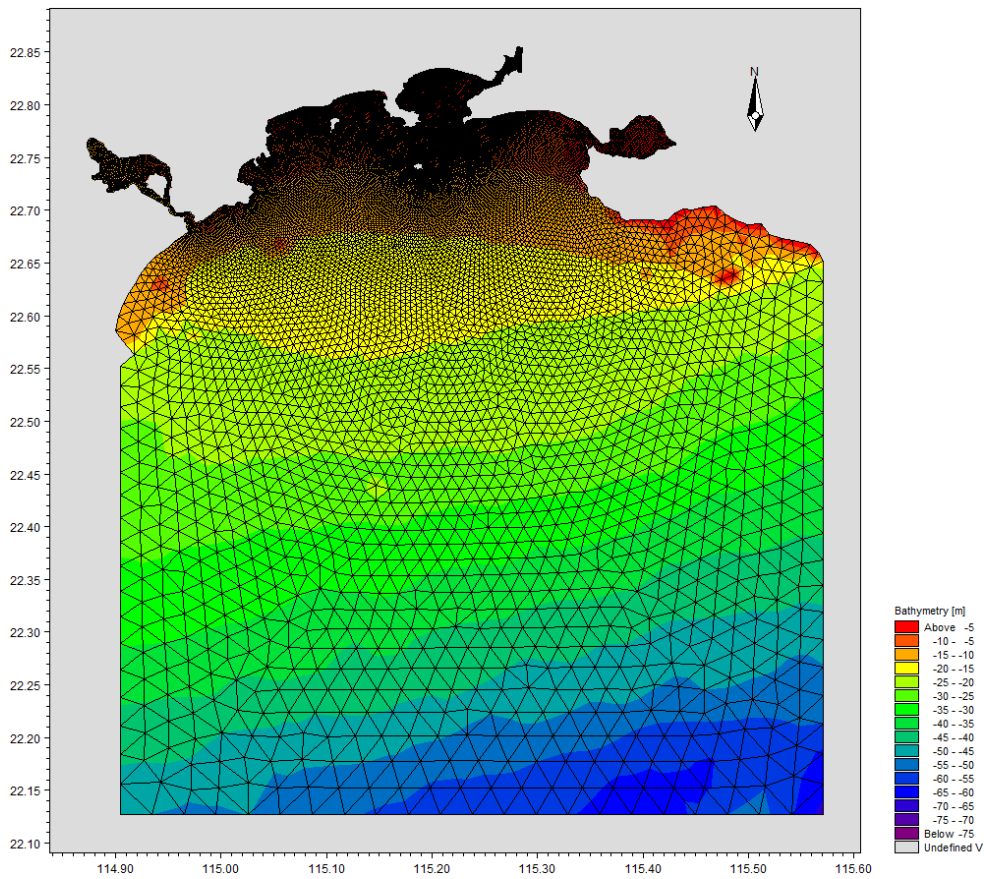 N
22.85
22.80
22.75
22.70
22.65
22.60
22.55
22.50
22.45
22.40
22.35
22.30
22.25
22.20
22.15
22.10
114.90 115.00 115.10 115.20 115.30 115.40 115.50 115.60
Bathymetry [m]
Above -5
-10 - -5
-15 - -10
-20 - -15
-25 - -20
-30 - -25
-35 - -30
-40 - -35
-45 - -40
-50 - -45
-55 - -50
-60 - -55
-65 - -60
-70 - -65
-75 - -70
Below -75
Undefined V